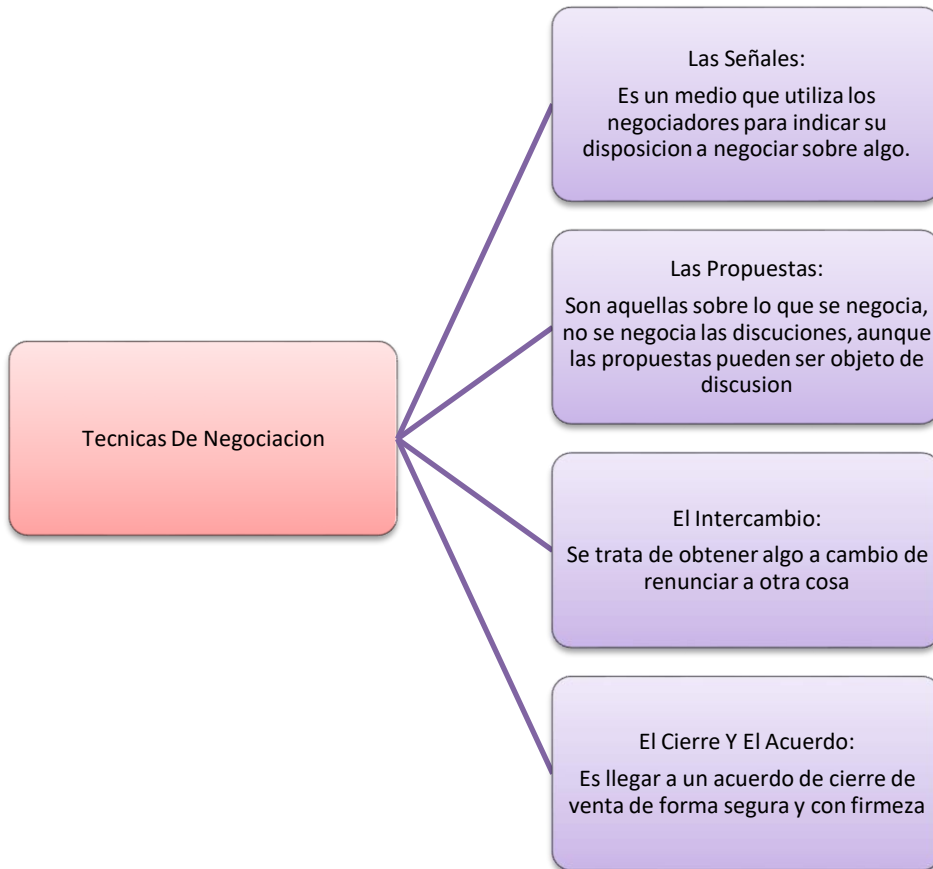 Las Señales:
Es un medio que utiliza los
negociadores para indicar su
disposicion a negociar sobre algo.
Las Propuestas:
Son aquellas sobre lo que se negocia,
no se negocia las discuciones, aunque
las propuestas pueden ser objeto de
discusion
Tecnicas De Negociacion
El Intercambio:
Se trata de obtener algo a cambio de
renunciar a otra cosa
El Cierre Y El Acuerdo:
Es llegar a un acuerdo de cierre de
venta de forma segura y con firmeza